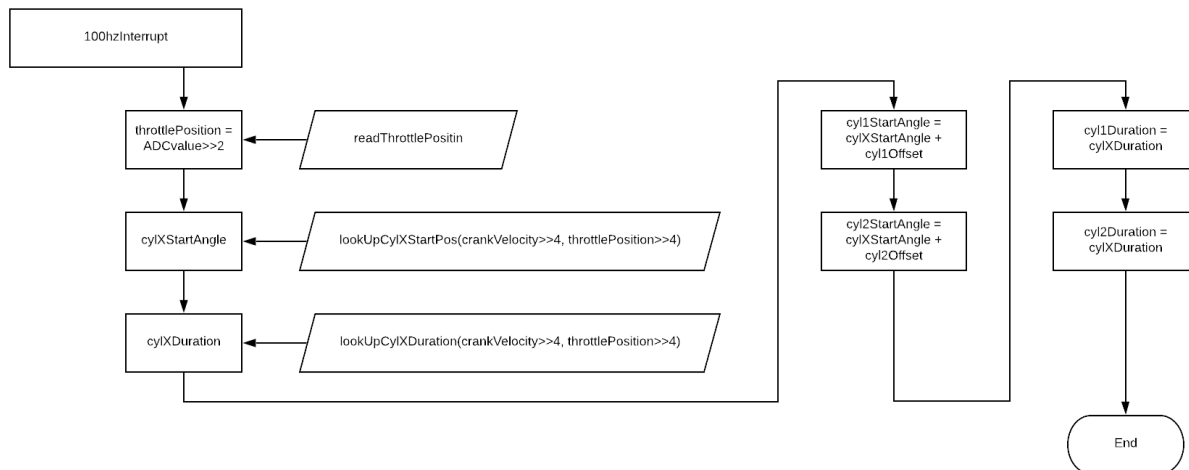 100hzInterrupt
throttlePosition =
ADCvalue>>2
readThrottlePositin
cylXStartAngle
lookUpCylXStartPos(crankVelocity>>4, throttlePosition>>4)
cylXDuration
lookUpCylXDuration(crankVelocity>>4, throttlePosition>>4)
cyl1StartAngle =
cylXStartAngle +
cyl1Offset
cyl2StartAngle =
cylXStartAngle +
cyl2Offset
cyl1Duration =
cylXDuration
cyl2Duration =
cylXDuration
End